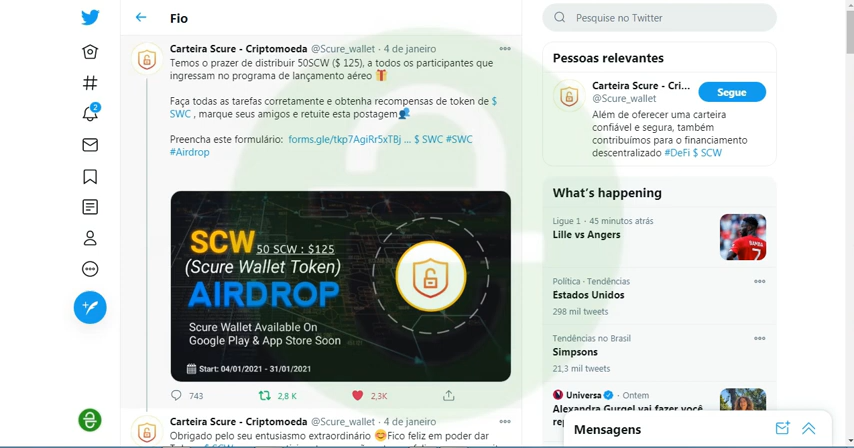 Fio
Pesquise no Twitter
Carteira Scure - Criptomoeda @Scure_wallet · 4 de janeiro
Temos o prazer de distribuir 50SCW ($ 125), a todos os participantes que
ingressam no programa de lançamento aéreo
Faça todas as tarefas corretamente e obtenha recompensas de token de $
SWC , marque seus amigos e retuite esta postagem
Preencha este formulário: forms.gle/tkp7AgiRr5xTBj ... $ SWC #SWC
#Airdrop
SCW 50 SCW : $125
(Scure Wallet Token)
AIRDROP
Scure Wallet Available On
Google Play & App Store Soon
Start: 04/01/2021 - 31/01/2021
743
2,8 K
2,3K
Carteira Scure - Criptomoeda @Scure_wallet · 4 de janeiro
Obrigado pelo seu entusiasmo extraordinário Fico feliz em poder dar
2
Pessoas relevantes
Carteira Scure - Cri...
@Scure_wallet
Segue
Além de oferecer uma carteira
confiável e segura, também
contribuímos para o financiamento
descentralizado #DeFi $ SCW
What's happening
Ligue 1 · 45 minutos atrás
Lille vs Angers
Política · Tendências
Estados Unidos
298 mil tweets
Tendências no Brasil
Simpsons
21,3 mil tweets
Universa · Ontem
Alexandra Gurgel vai fazer você
Mensagens